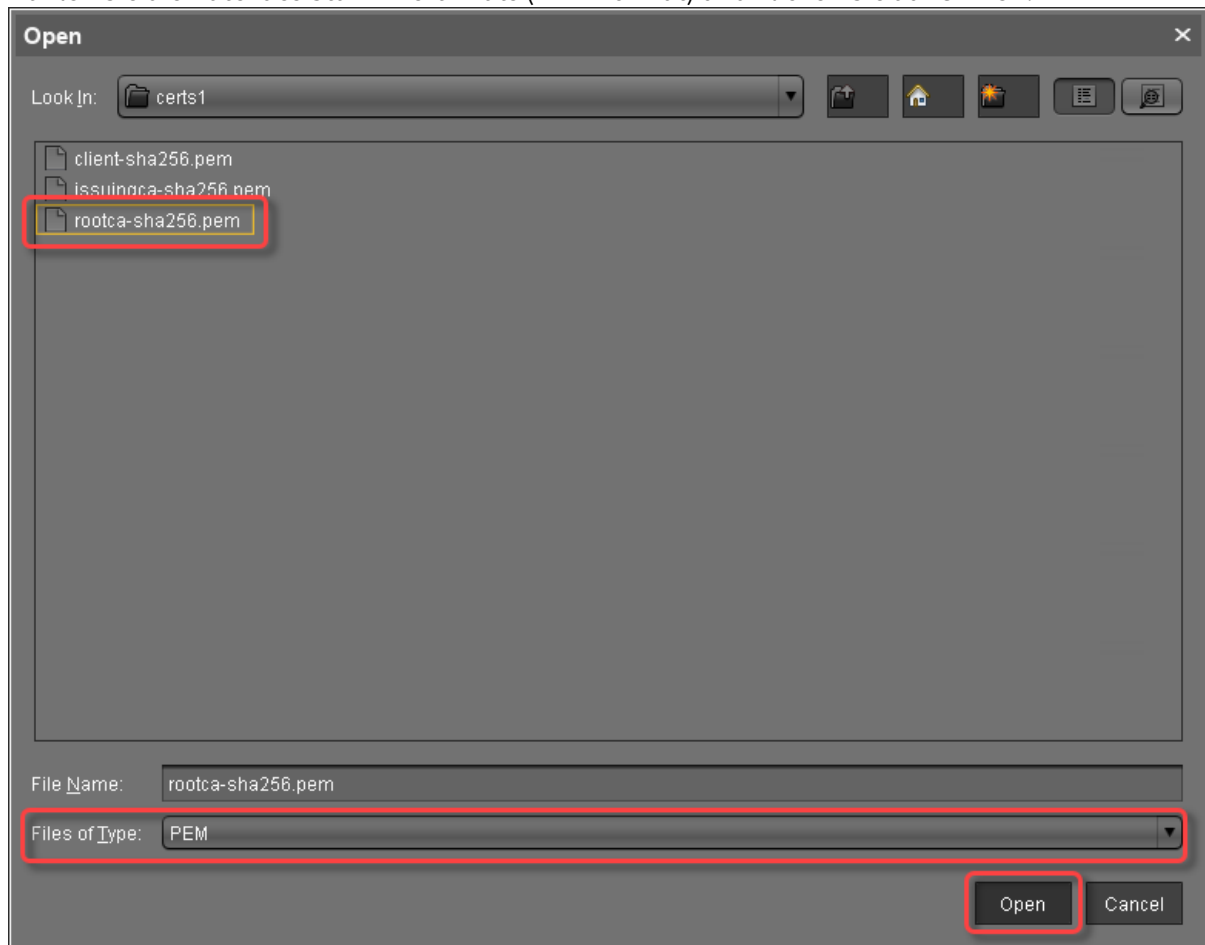 Open
Look In: certs1
client-sha256.pem
issuingca-sha256.pem
rootca-sha256.pem
File Name: rootca-sha256.pem
Files of Type: PEM
Open Cancel